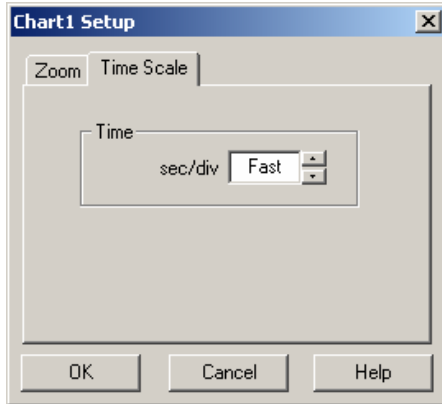 Chart1 Setup
Zoom Time Scale
Time
sec/div Fast
OK Cancel Help